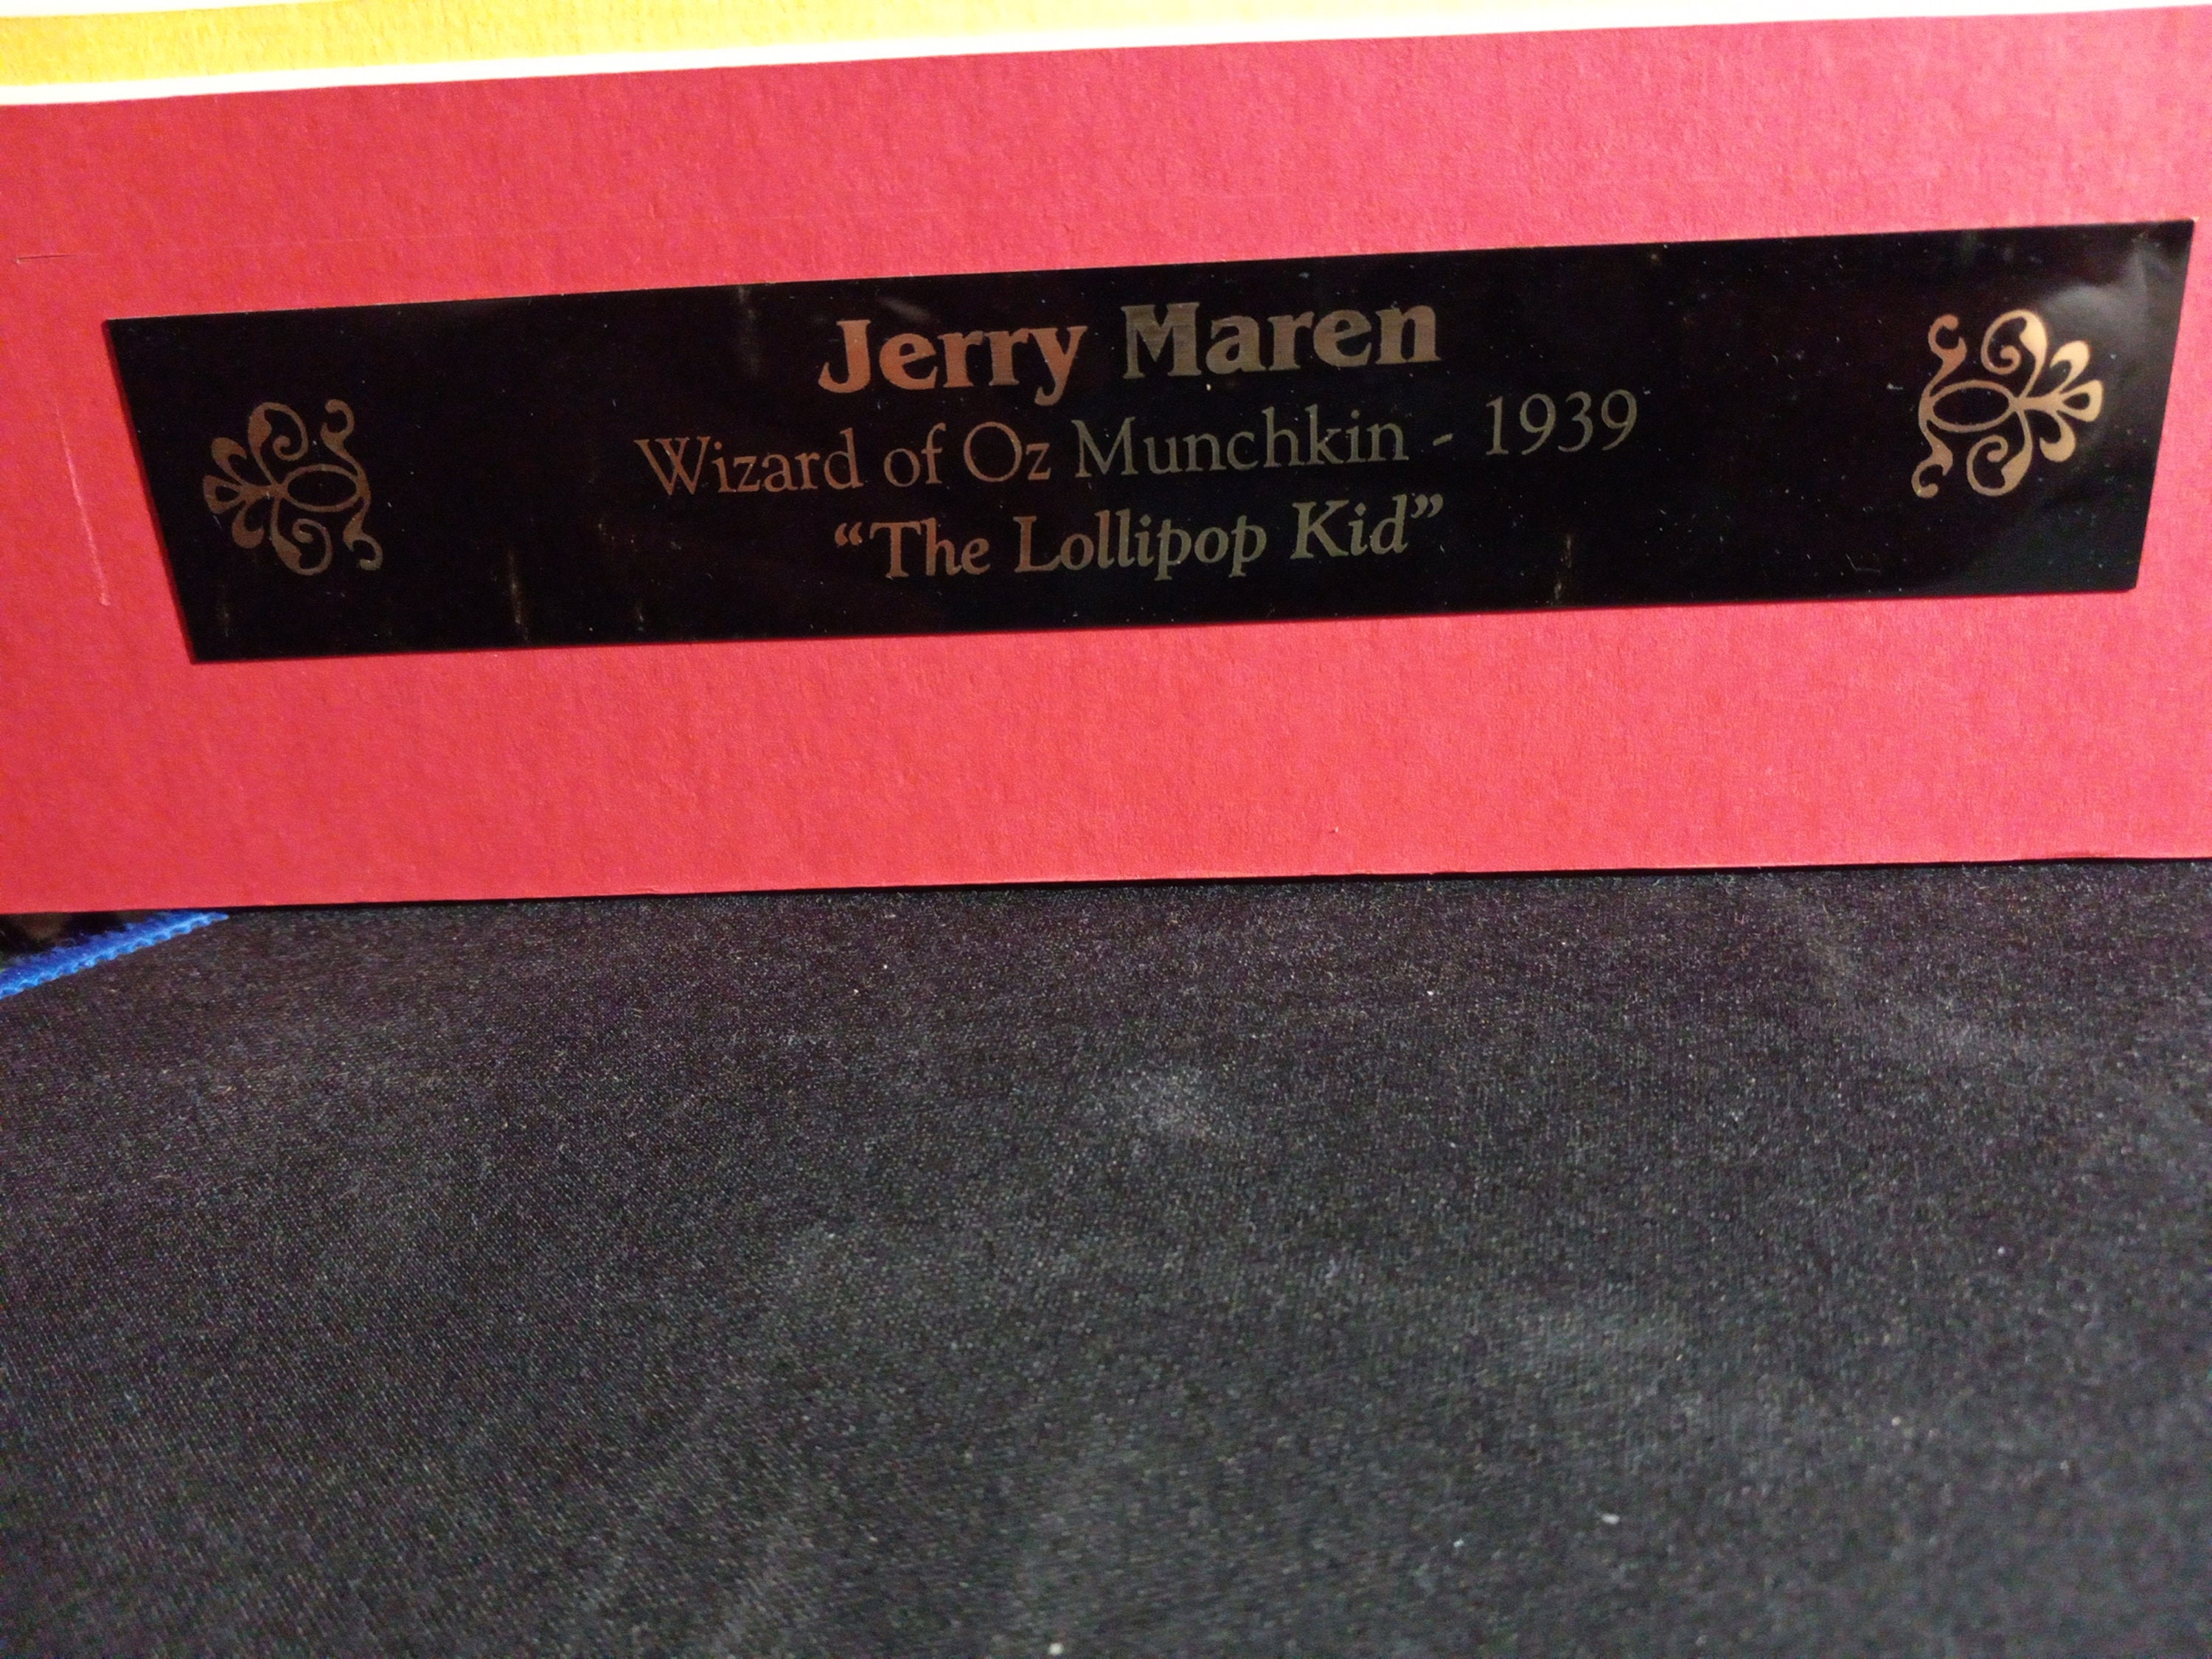 Jerry Maren
Wizard of Oz Munchkin - 1939
“The Lollipop Kid”